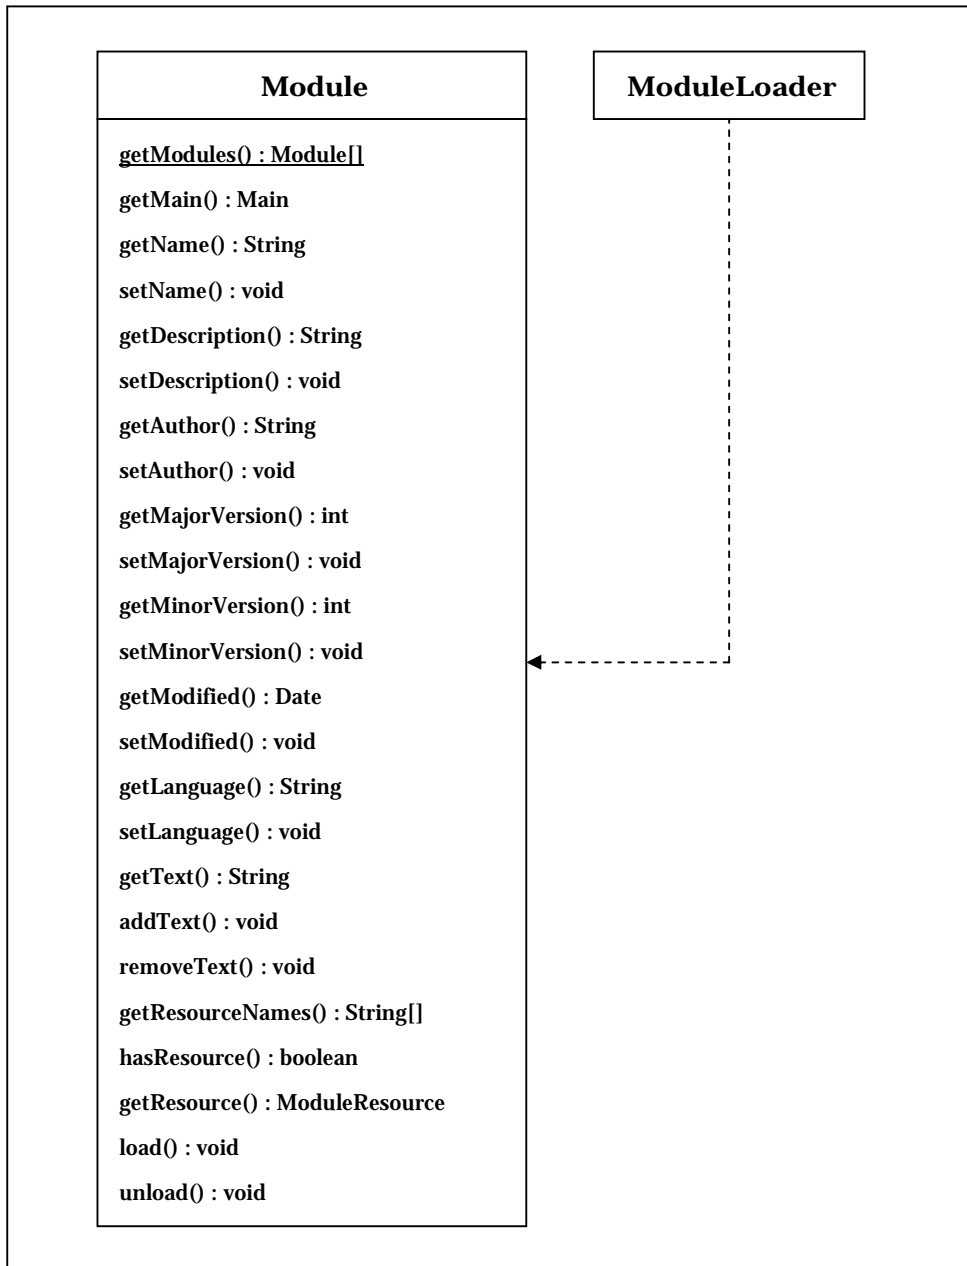 Module
ModuleLoader
getModules() : Module[]
getMain() : Main
getName() : String
setName() : void
getDescription() : String
setDescription() : void
getAuthor() : String
setAuthor() : void
getMajorVersion() : int
setMajorVersion() : void
getMinorVersion() : int
setMinorVersion() : void
getModified() : Date
setModified() : void
getLanguage() : String
setLanguage() : void
getText() : String
addText() : void
removeText() : void
getResourceNames() : String[]
hasResource() : boolean
getResource() : ModuleResource
load() : void
unload() : void